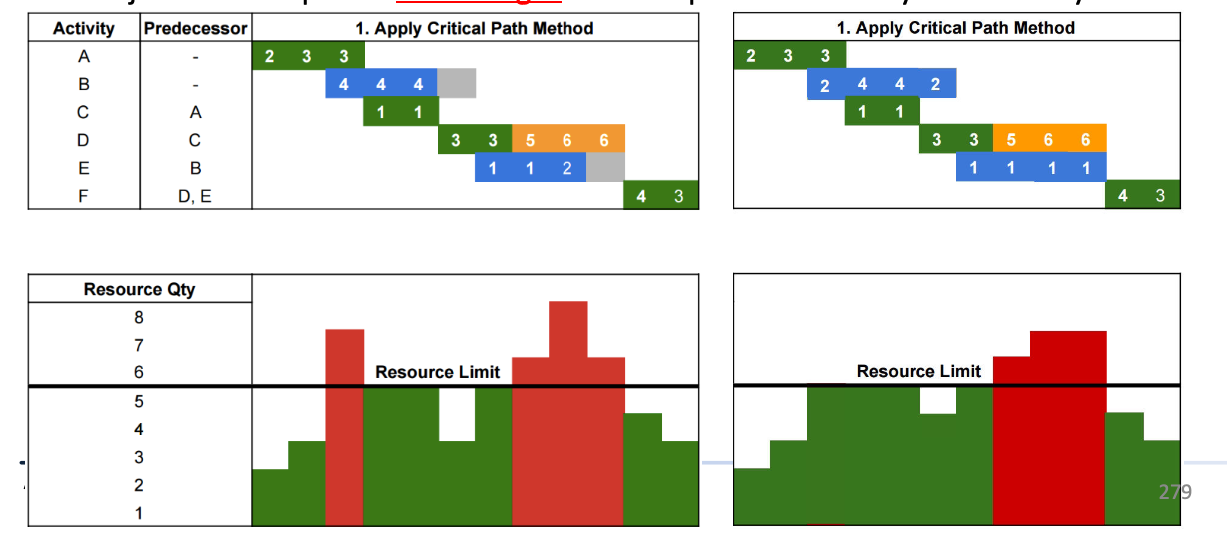 Activity Predecessor 1. Apply Critical Path Method
A - 2 3 3
B - 4 4 4
C A 1 1
D C 3 3 5 6 6
E B 1 1 2
F D, E 4 3
1. Apply Critical Path Method
2 3 3
2 4 4 2
1 1
3 3 5 6 6
1 1 1 1
4 3
Resource Qty
8
7
6 Resource Limit
5
4
3
2
1
Resource Limit
279